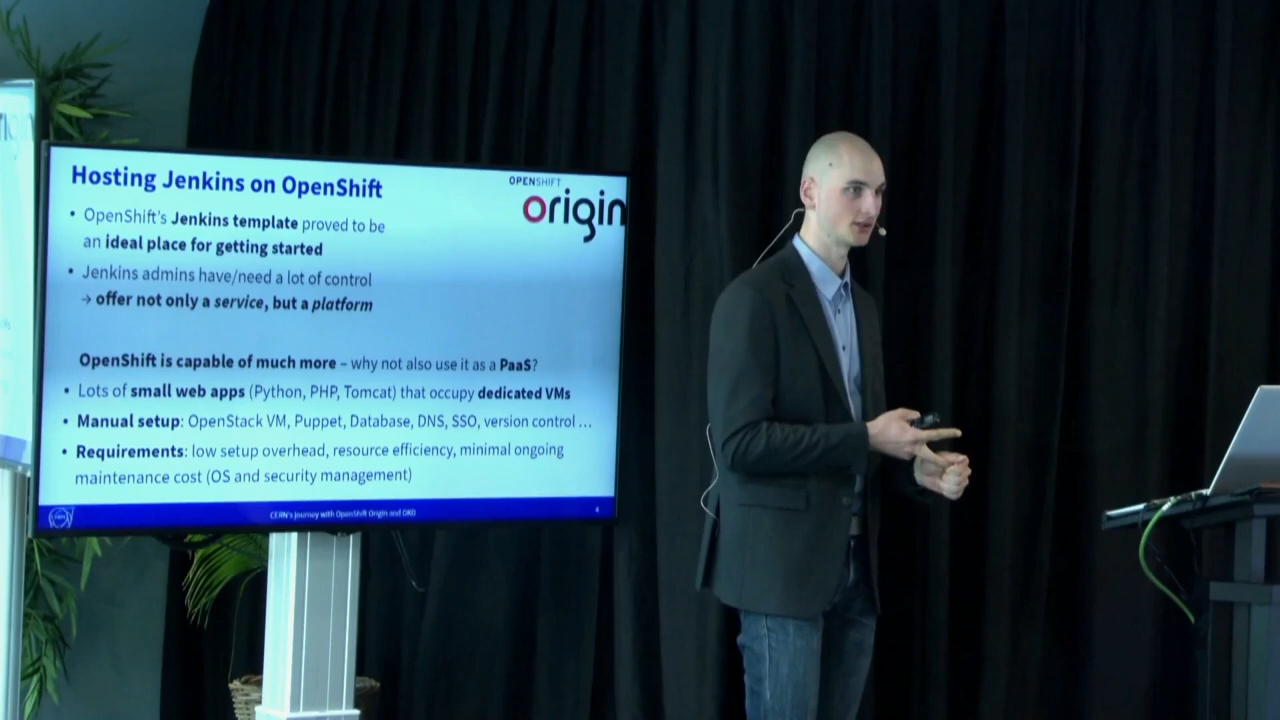 Hosting Jenkins on OpenShift
OPENSHIFT
origin
• OpenShift's Jenkins template proved to be
an ideal place for getting started
• Jenkins admins have/need a lot of control
→ offer not only a service, but a platform
OpenShift is capable of much more – why not also use it as a PaaS?
• Lots of small web apps (Python, PHP, Tomcat) that occupy dedicated VMs
• Manual setup: OpenStack VM, Puppet, Database, DNS, SSO, version control ...
• Requirements: low setup overhead, resource efficiency, minimal ongoing
maintenance cost (OS and security management)
CERN
CERN's journey with OpenShift Origin and OKD
4